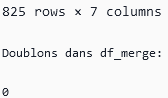 825 rows × 7 columns
Doublons dans df_merge:
0